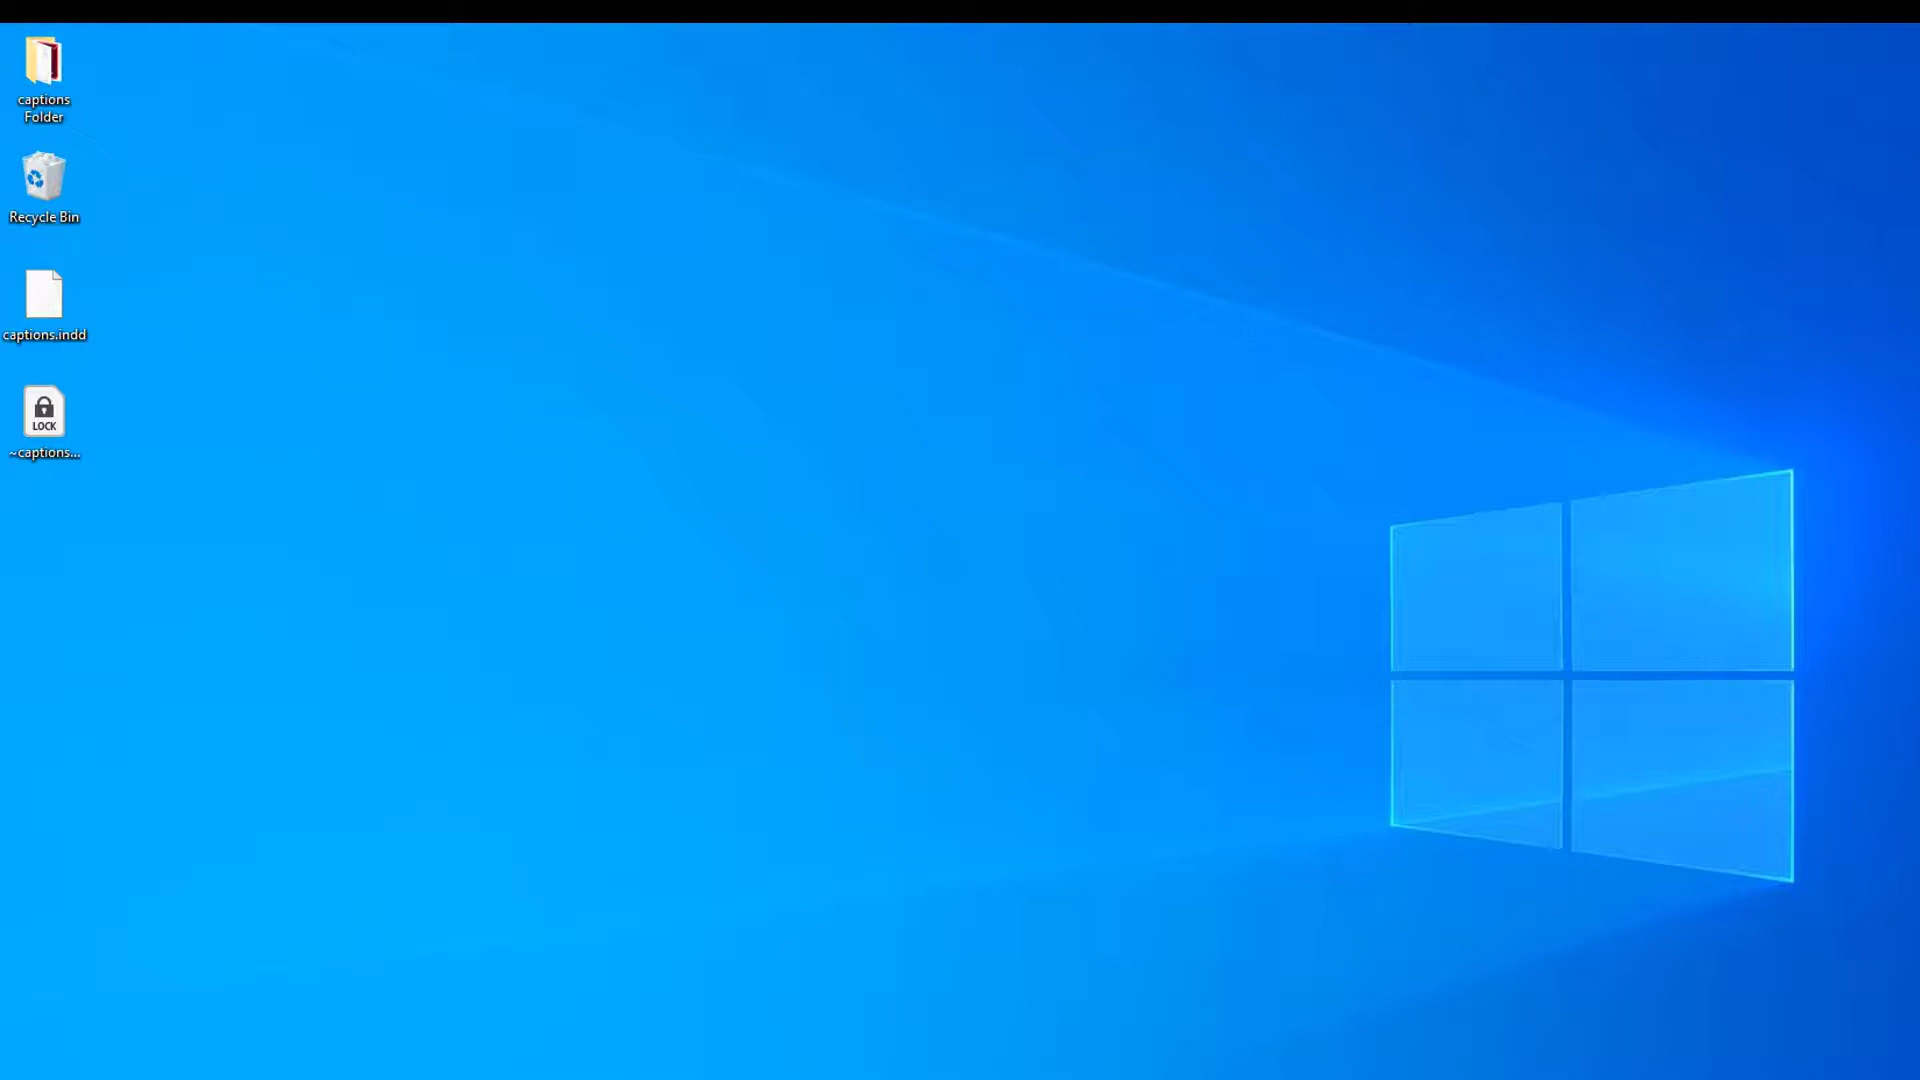 captions
Folder
Recycle Bin
captions.indd
LOCK
~captions...